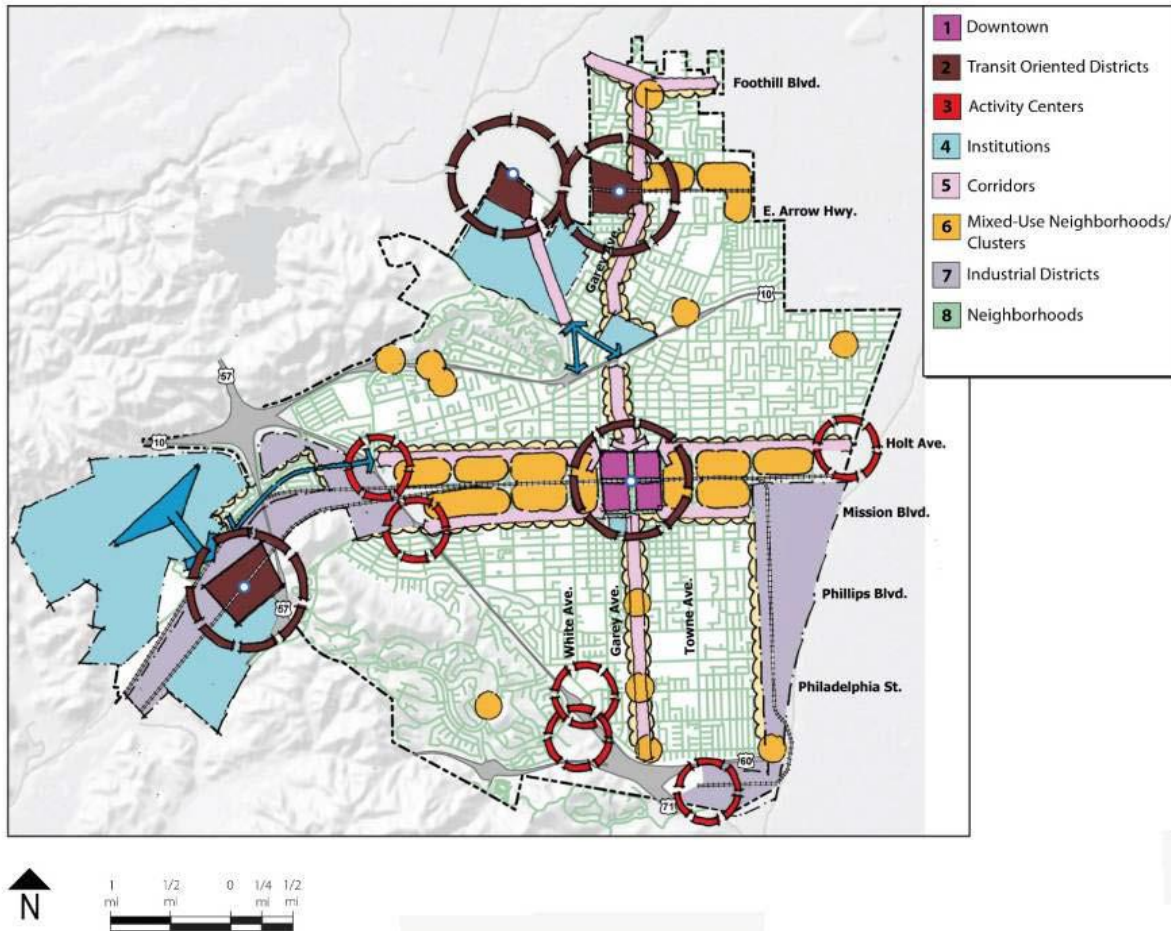 1 Downtown
2 Transit Oriented Districts
3 Activity Centers
4 Institutions
5 Corridors
6 Mixed-Use Neighborhoods/
Clusters
7 Industrial Districts
8 Neighborhoods
Foothill Blvd.
E. Arrow Hwy.
Garey Ave.
10
57
10
Holt Ave.
Mission Blvd.
57
Phillips Blvd.
White Ave.
Garey Ave.
Towne Ave.
Philadelphia St.
60
71
N
1 1/2 0 1/4 1/2
mi mi mi mi